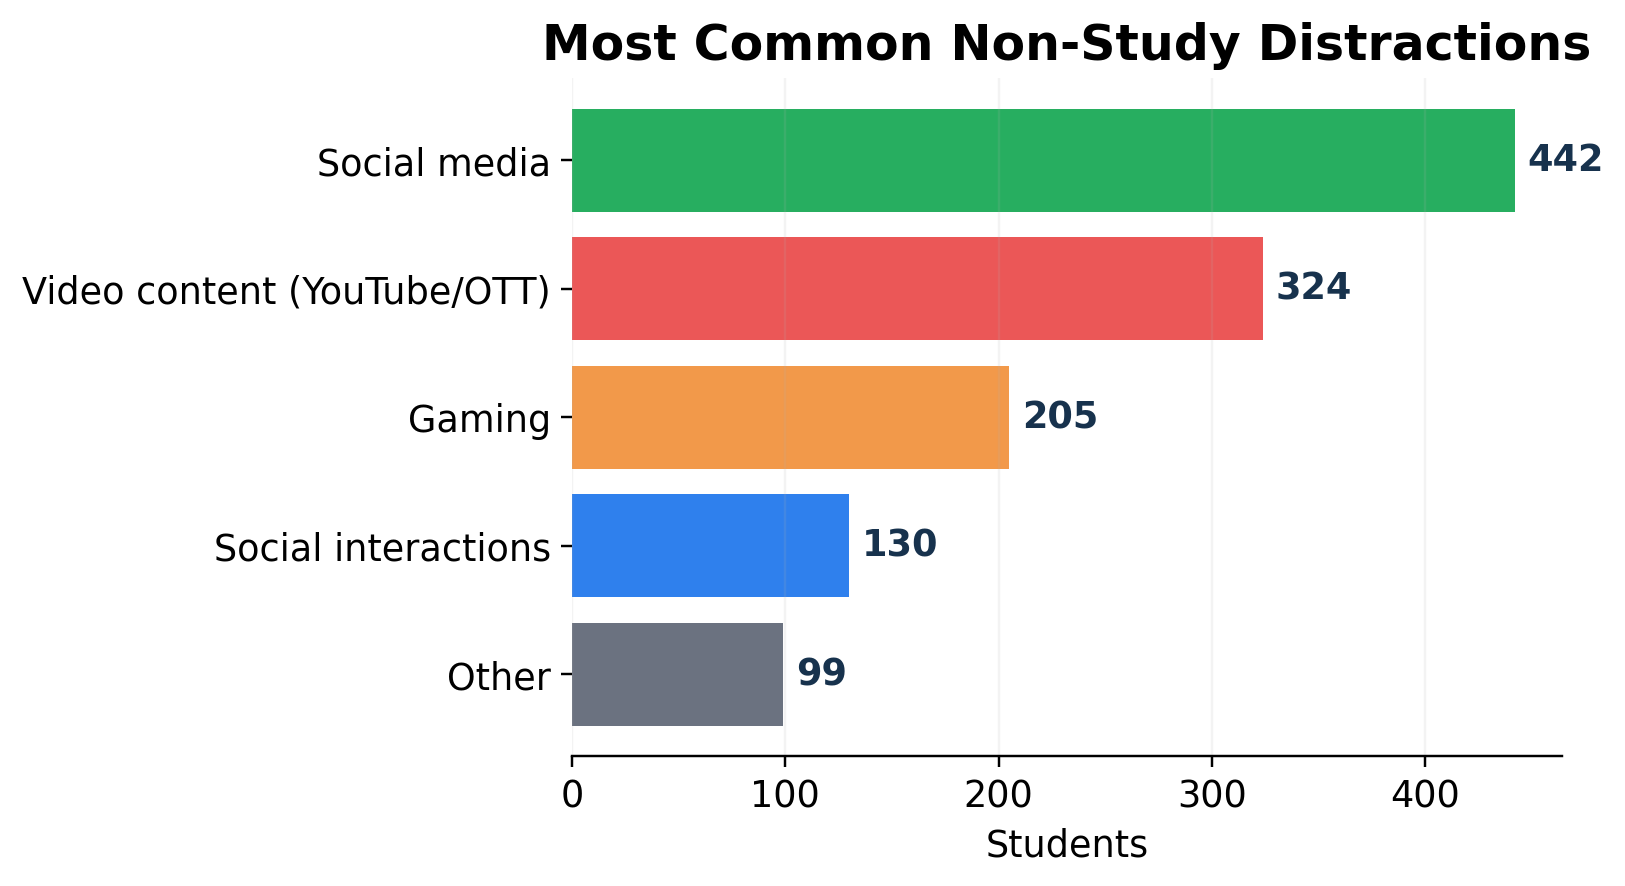 Most Common Non-Study Distractions
Social media
442
Video content (YouTube/OTT)
324
Gaming
205
Social interactions
130
Other
99
0 100 200 300 400
Students